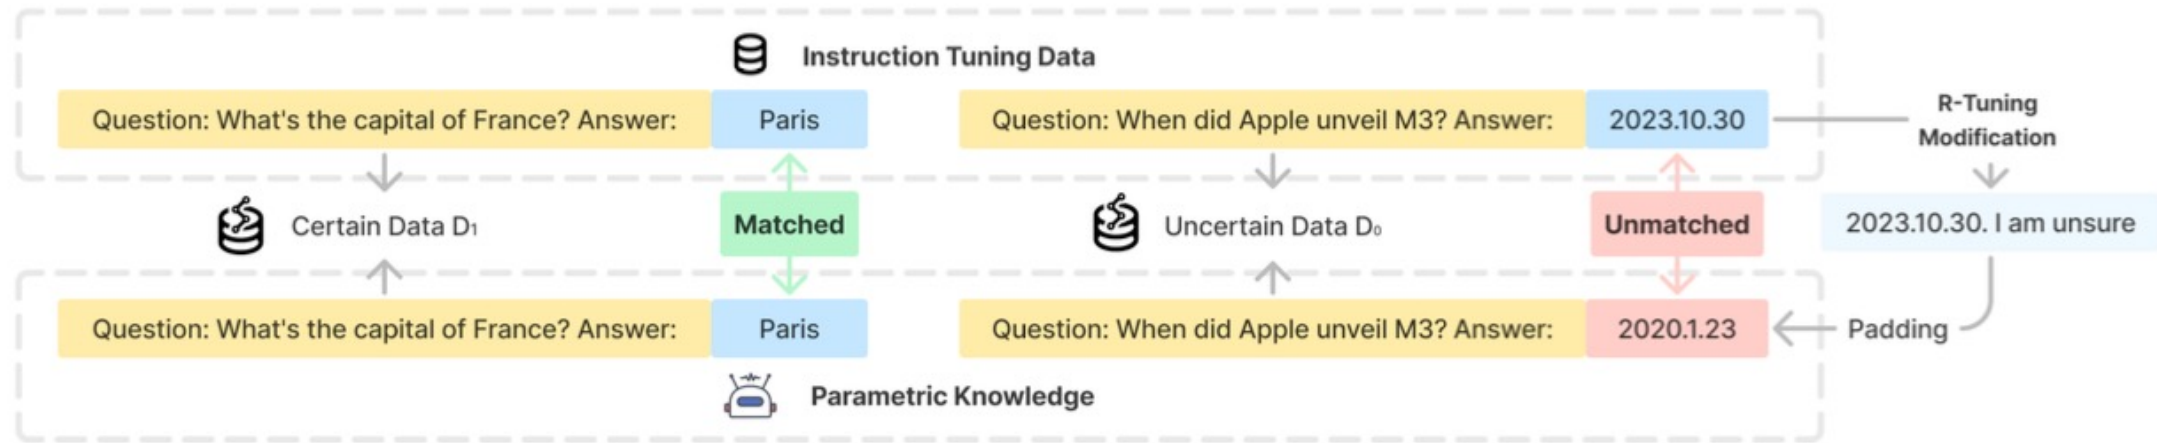 Instruction Tuning Data
Question: What's the capital of France? Answer: Paris
Question: When did Apple unveil M3? Answer: 2023.10.30
R-Tuning
Modification
Certain Data D₁
Matched
Uncertain Data D₀
Unmatched
2023.10.30. I am unsure
Question: What's the capital of France? Answer: Paris
Question: When did Apple unveil M3? Answer: 2020.1.23
Padding
Parametric Knowledge